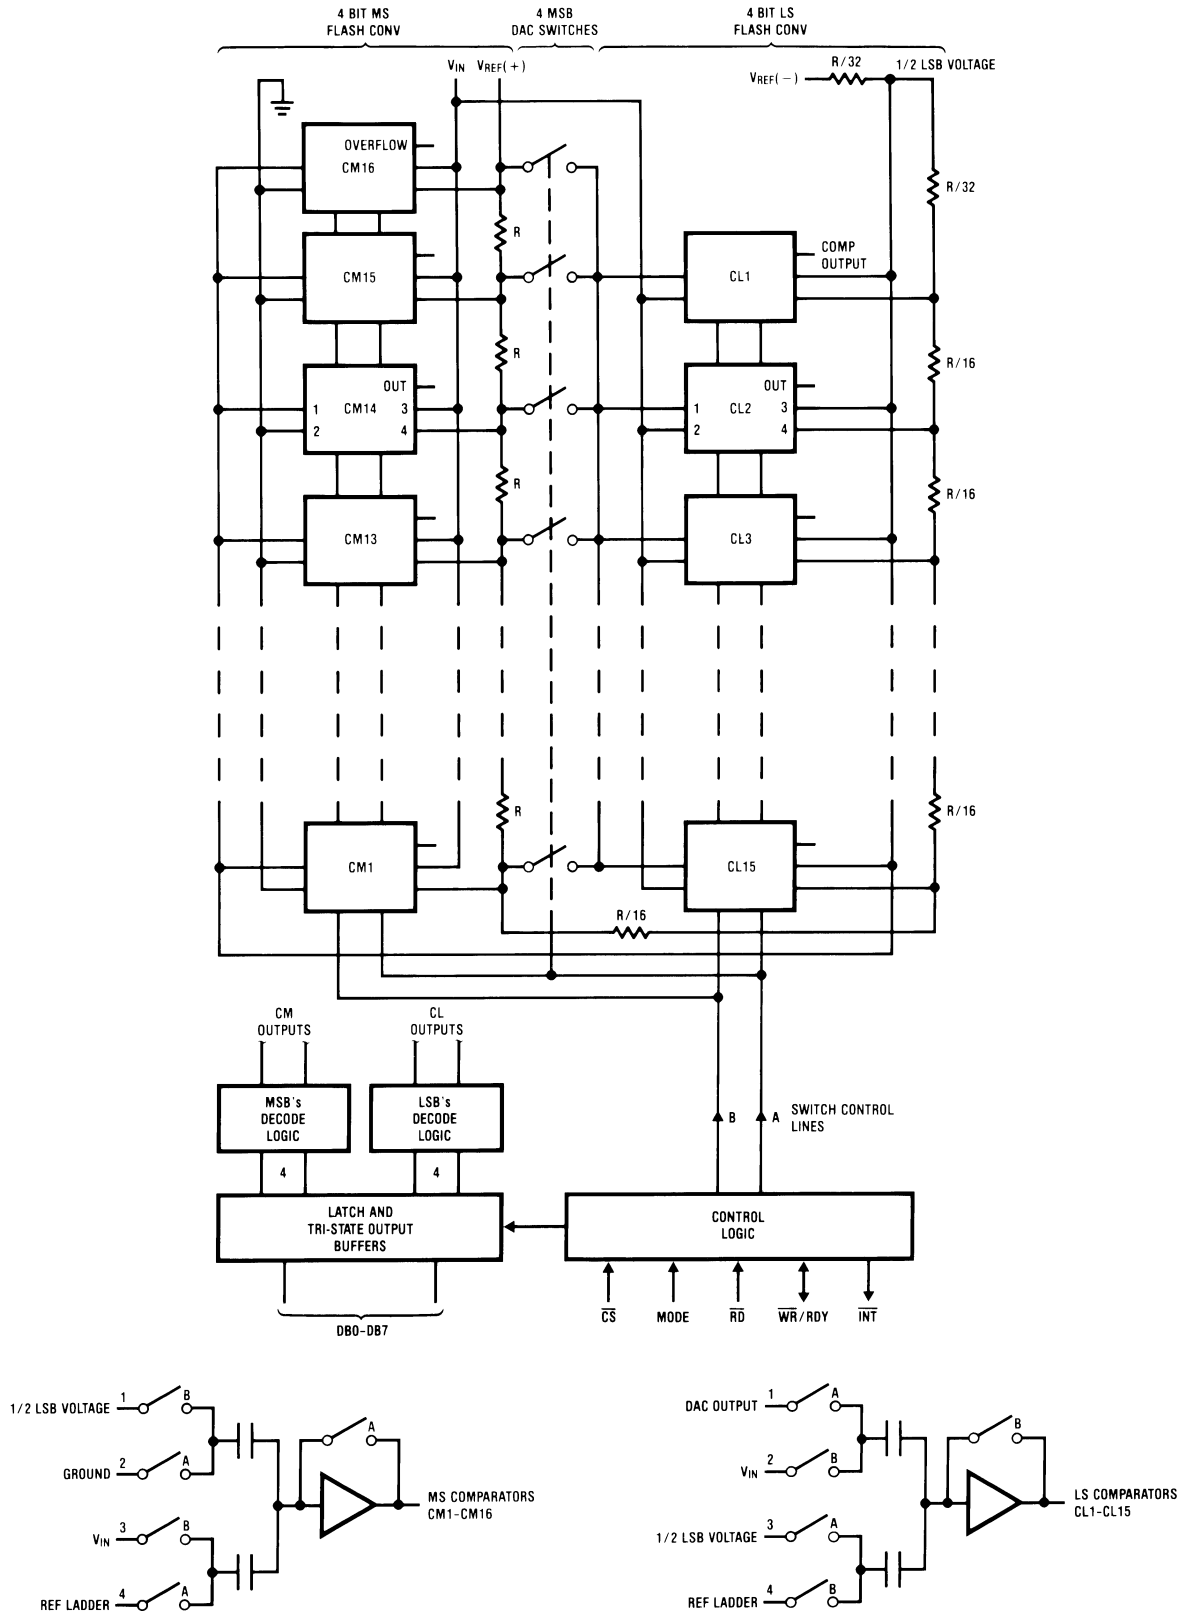 4 BIT MS
FLASH CONV
4 MSB
DAC SWITCHES
4 BIT LS
FLASH CONV
VIN
VREF(+)
VREF(−)
R/32
1/2 LSB VOLTAGE
OVERFLOW
CM16
R/32
R
CM15
CL1
COMP
OUTPUT
R
R/16
OUT
1 CM14 3
2 4
OUT
1 CL2 3
2 4
R
R/16
CM13
CL3
R
R/16
CM1
CL15
R/16
CM
OUTPUTS
CL
OUTPUTS
MSB's
DECODE
LOGIC
LSB's
DECODE
LOGIC
B
A
SWITCH CONTROL
LINES
4
4
LATCH AND
TRI-STATE OUTPUT
BUFFERS
CONTROL
LOGIC
C̅S̅
MODE
R̅D̅
W̅R̅/RDY
I̅N̅T̅
DB0–DB7
1/2 LSB VOLTAGE
1
B
A
GROUND
2
A
MS COMPARATORS
CM1–CM16
VIN
3
B
REF LADDER
4
A
DAC OUTPUT
1
A
B
VIN
2
B
LS COMPARATORS
CL1–CL15
1/2 LSB VOLTAGE
3
A
REF LADDER
4
B